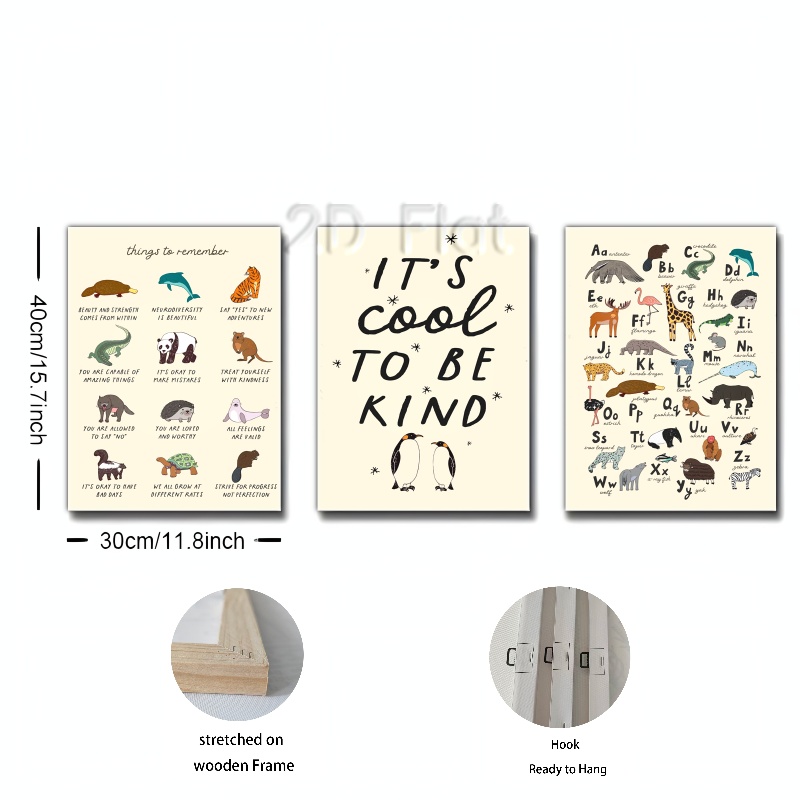 2D Flat
40cm/15.7inch
30cm/11.8inch
things to remember
BEAUTY AND STRENGTH
COMES FROM WITHIN
NEURODIVERSITY
IS BEAUTIFUL
SAY "YES" TO NEW
ADVENTURES
YOU ARE CAPABLE OF
AMAZING THINGS
IT'S OKAY TO
MAKE MISTAKES
TREAT YOURSELF
WITH KINDNESS
YOU ARE ALLOWED
TO SAY "NO"
YOU ARE LOVED
AND WORTHY
ALL FEELINGS
ARE VALID
IT'S OKAY TO HAVE
BAD DAYS
WE ALL GROW AT
DIFFERENT RATES
STRIVE FOR PROGRESS
NOT PERFECTION
IT'S
cool
TO BE
KIND
Aa anteater
Bb beaver
Cc crocodile
Dd dolphin
Ee elk
Ff flamingo
Gg giraffe
Hh hedgehog
Ii iguana
Jj jaguar
Kk komodo dragon
Ll lemur
Mm mouse
Nn narwhal
Oo ostrich
Pp platypus
Qq quokka
Rr rhinoceros
Ss snow leopard
Tt tapir
Uu uakari
Vv vulture
Ww wolf
Xx x-ray fish
Yy yak
Zz zebra
stretched on
wooden Frame
Hook
Ready to Hang